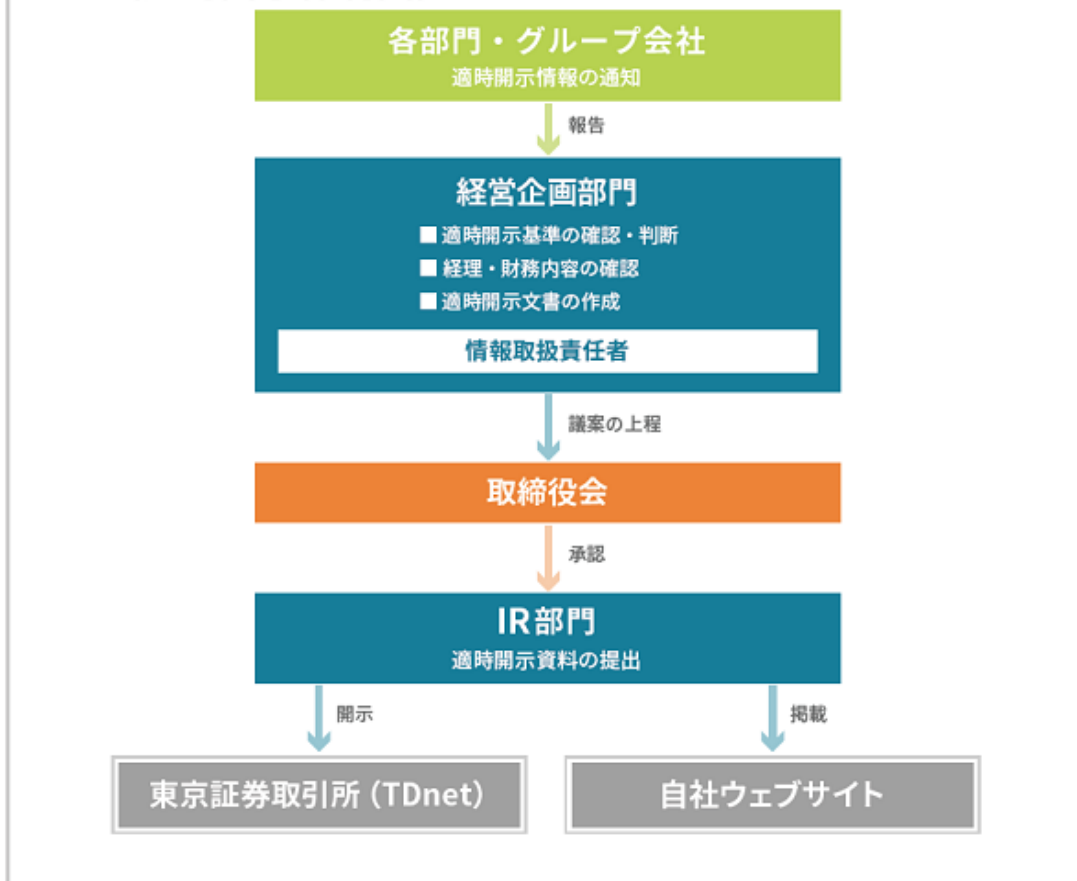 各部門・グループ会社
適時開示情報の通知
報告
経営企画部門
■適時開示基準の確認・判断
■経理・財務内容の確認
■適時開示文書の作成
情報取扱責任者
議案の上程
取締役会
承認
IR部門
適時開示資料の提出
開示
掲載
東京証券取引所（TDnet）
自社ウェブサイト